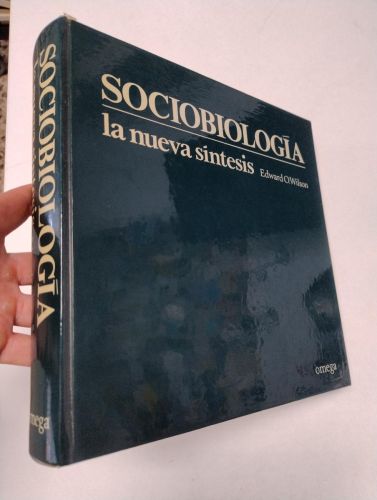 SOCIOBIOLOGÍA
la nueva síntesis Edward O.Wilson
omega
SOCIOBIOLOGÍA
omega